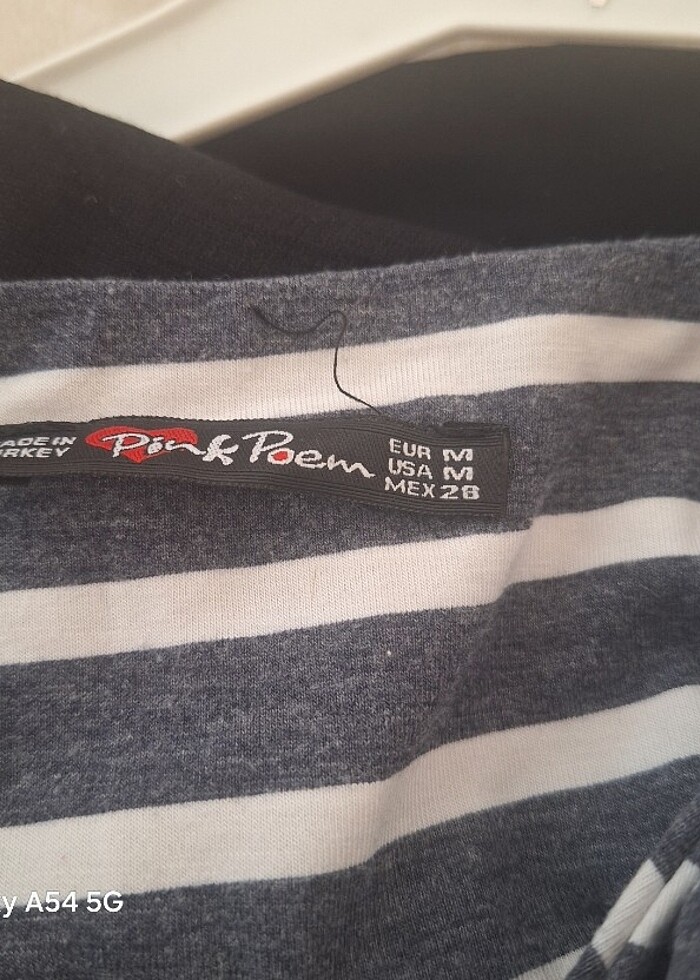 ADE IN
RKEY
Pink Poem
EUR M
USA M
MEX 28
y A54 5G